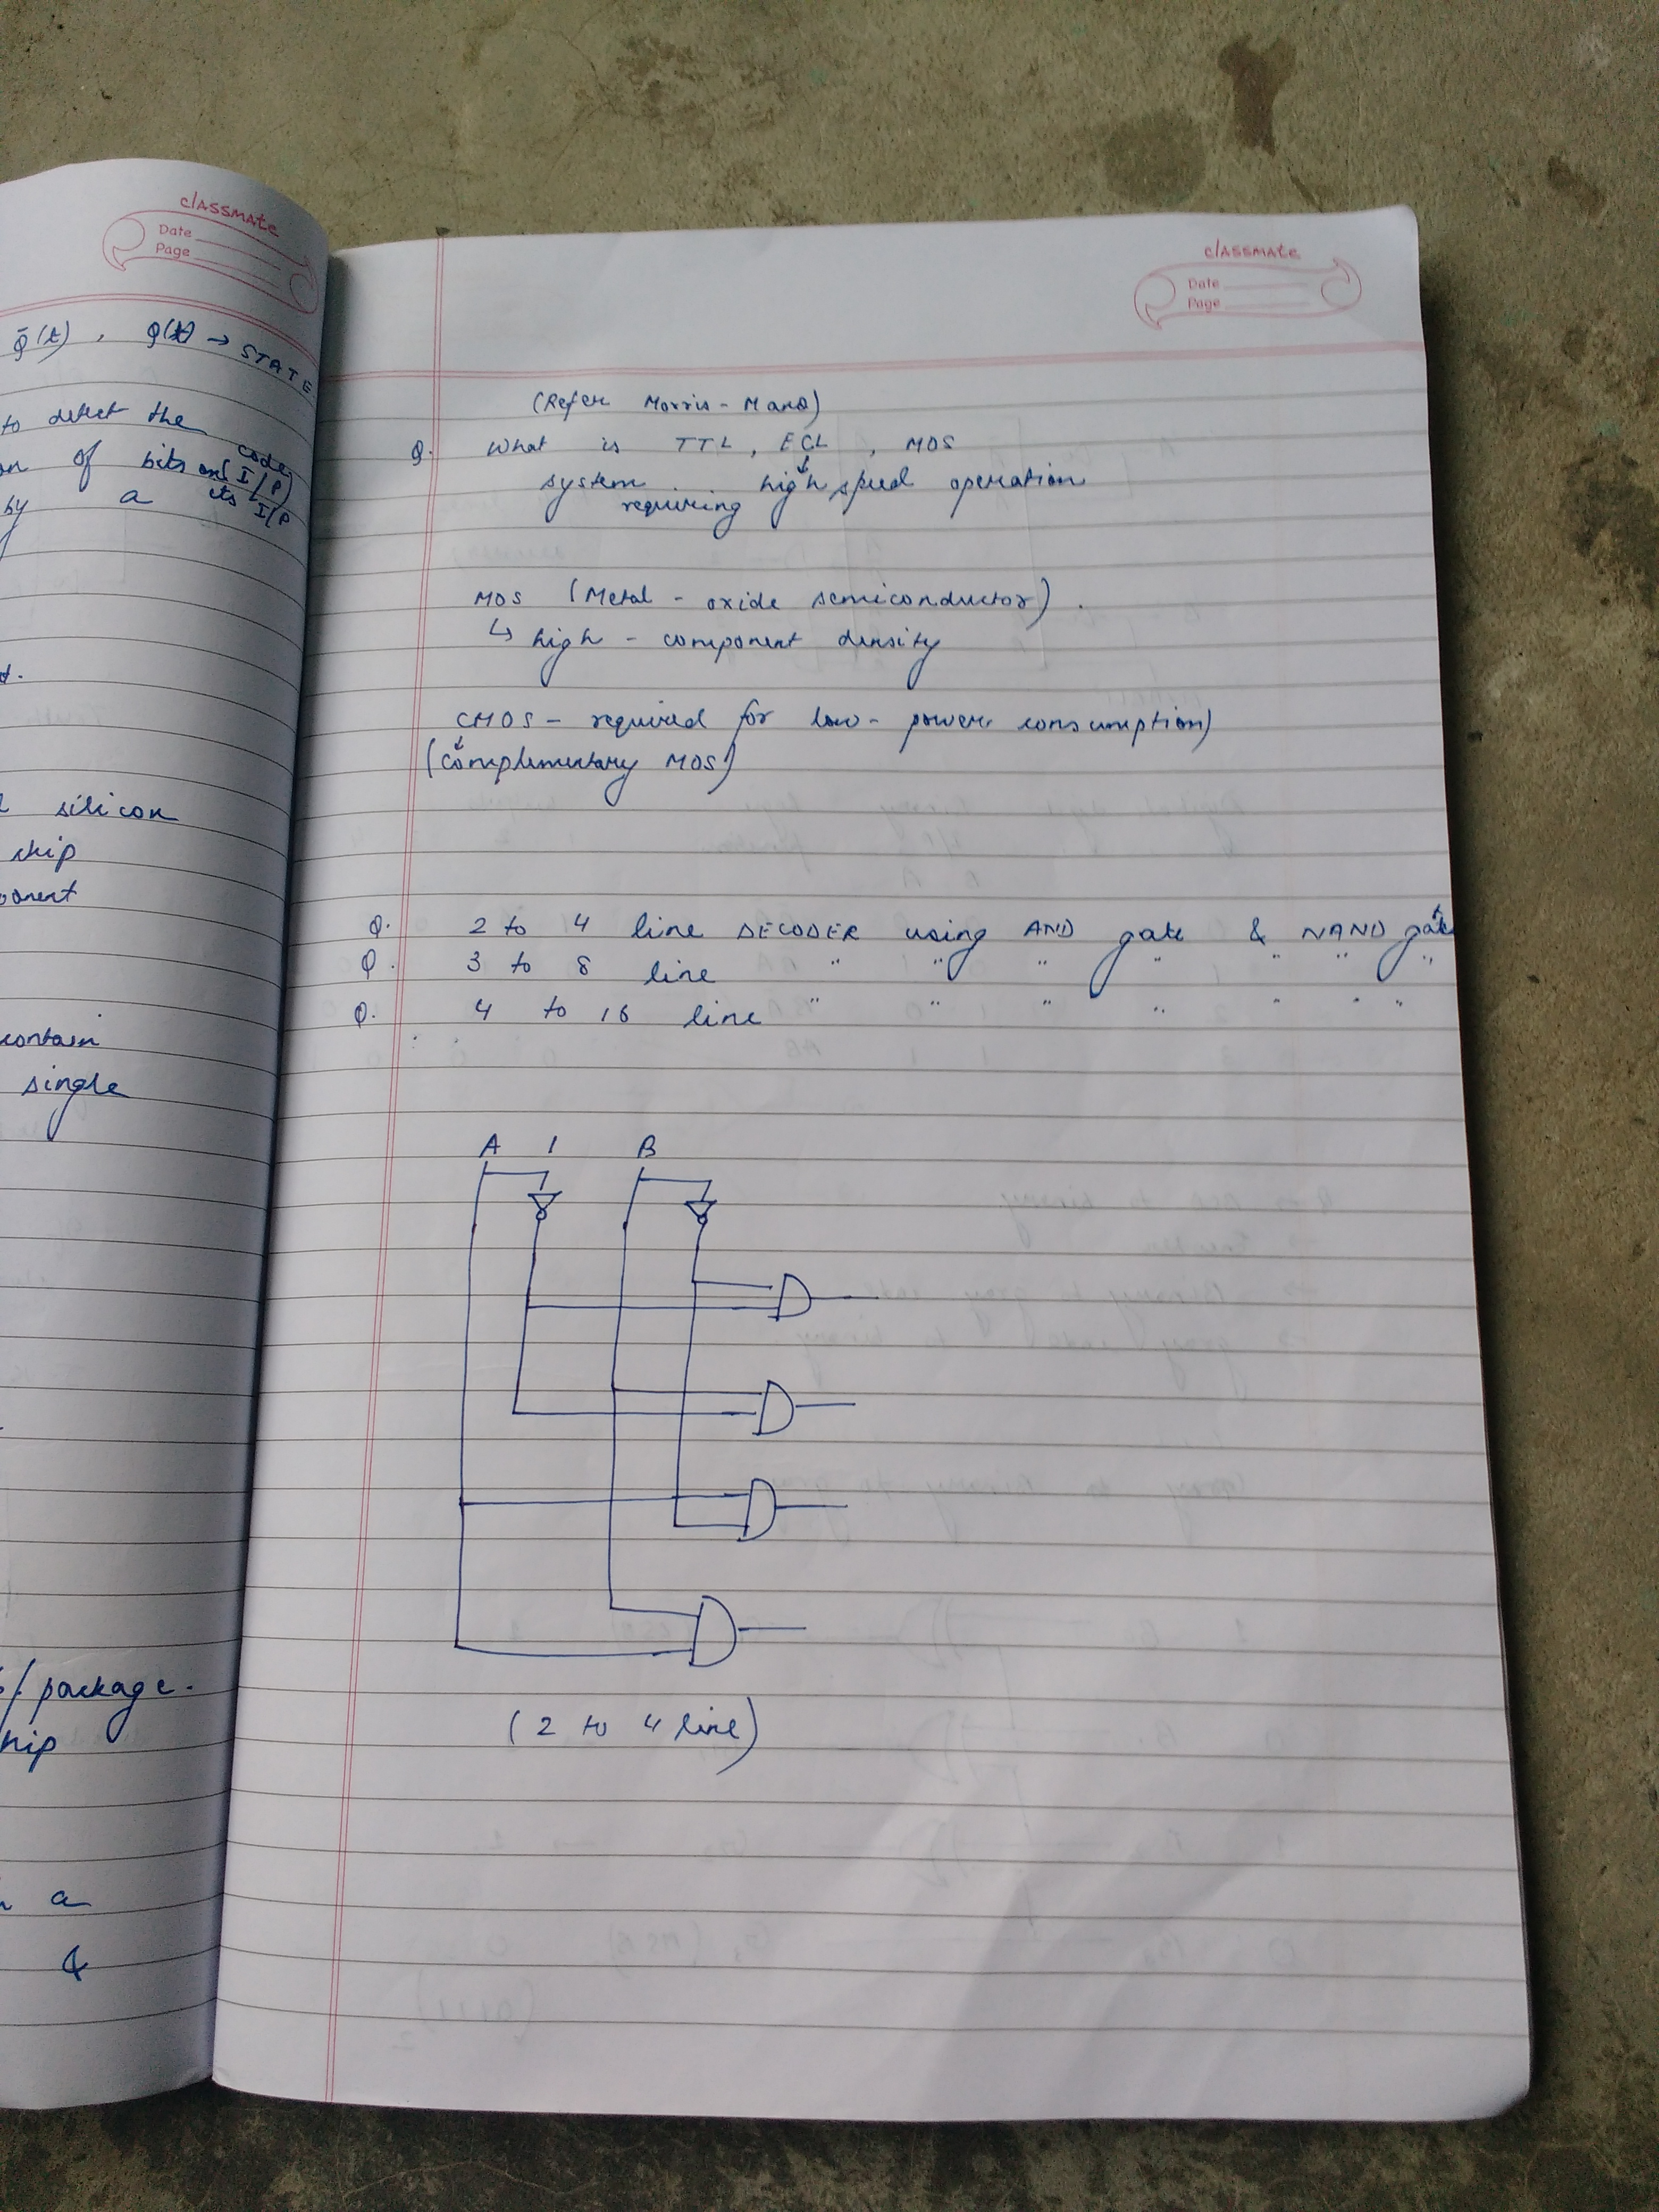 classmate
Date
Page
Q̄(t), Q(t) → STATE
to detect the
code
on of bits on (I/P)
by a its I/P
silicon
chip
contain
single
/package.
a
&
classmate
Date
Page
(Refer Morris-Mano)
Q. What is TTL, ECL, MOS
↓
system high speed operation
requiring
MOS (Metal-oxide semiconductor).
↳ high-component density
CMOS - required for low-power consumption)
↓
(complementary MOS)
Q. 2 to 4 line DECODER using AND gate & NAND gate
Q. 3 to 8 line " " " " " " "
Q. 4 to 16 line " " " " " " "
A 1 B
(2 to 4 line)